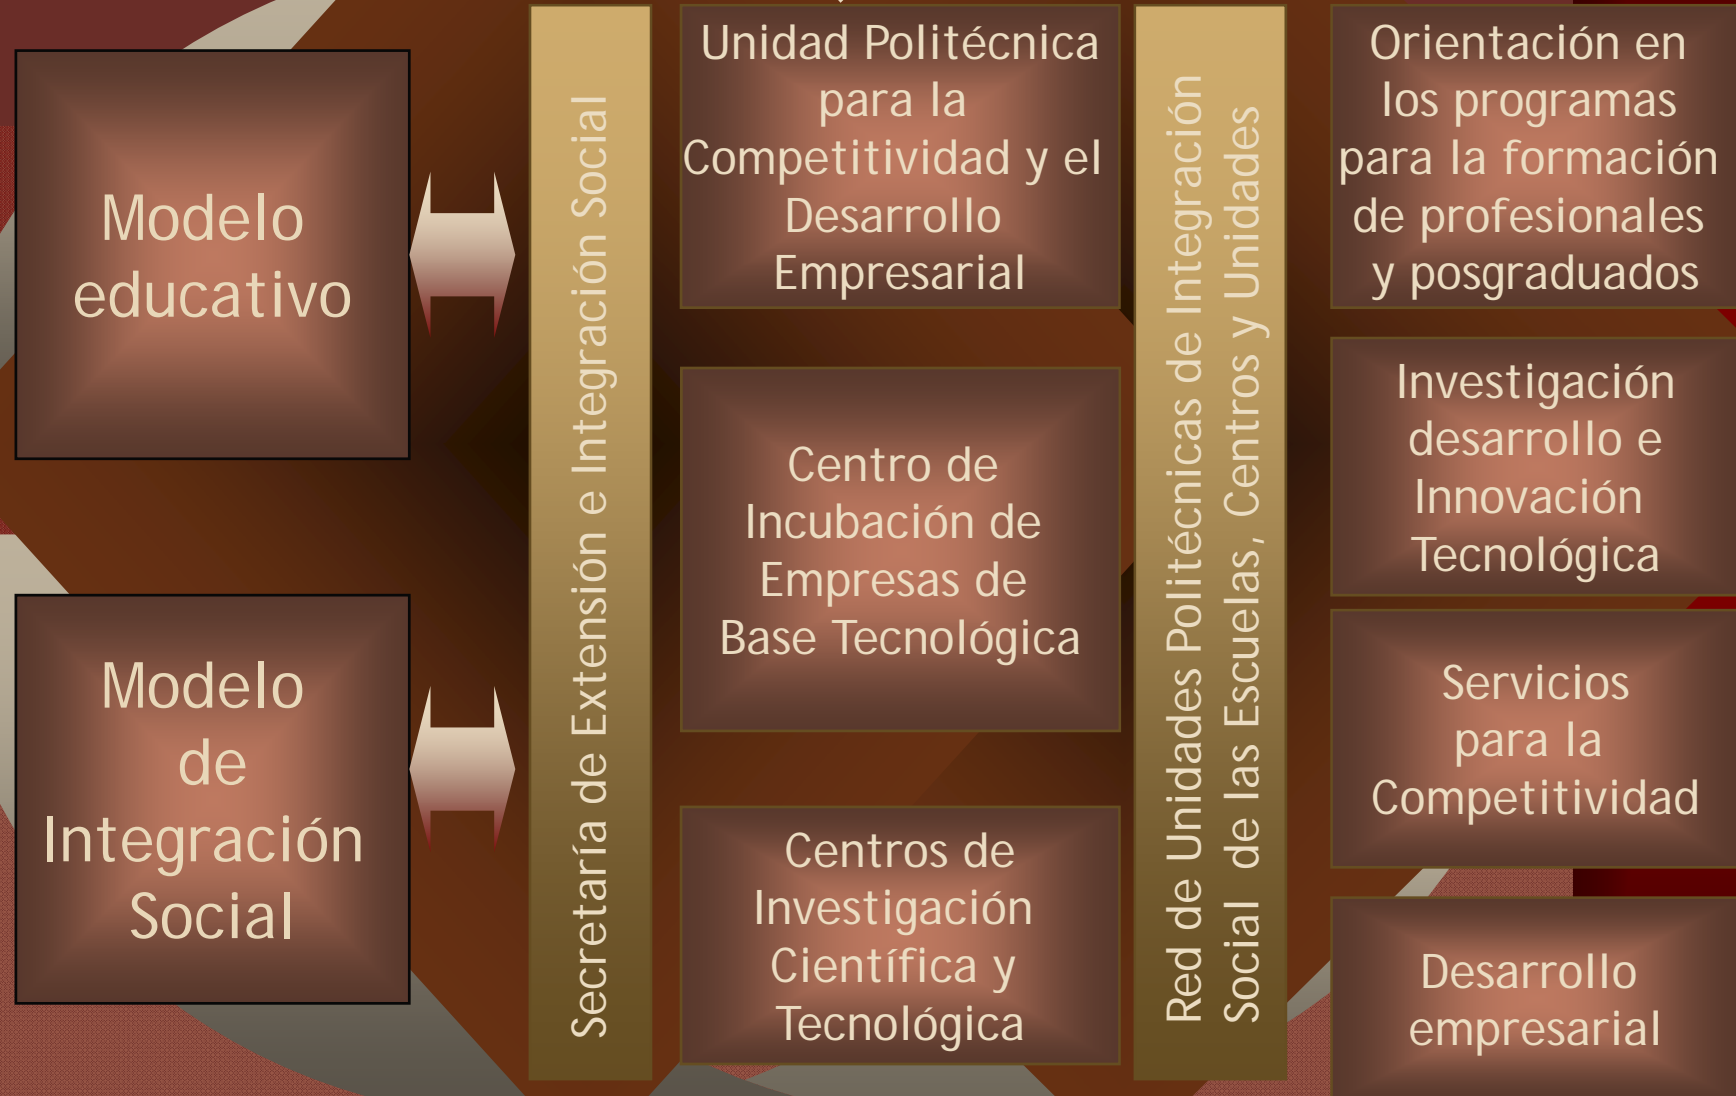 Modelo
educativo
Modelo
de
Integración
Social
Secretaría de Extensión e Integración Social
Unidad Politécnica
para la
Competitividad y el
Desarrollo
Empresarial
Centro de
Incubación de
Empresas de
Base Tecnológica
Centros de
Investigación
Científica y
Tecnológica
Red de Unidades Politécnicas de Integración
Social de las Escuelas, Centros y Unidades
Orientación en
los programas
para la formación
de profesionales
y posgraduados
Investigación
desarrollo e
Innovación
Tecnológica
Servicios
para la
Competitividad
Desarrollo
empresarial